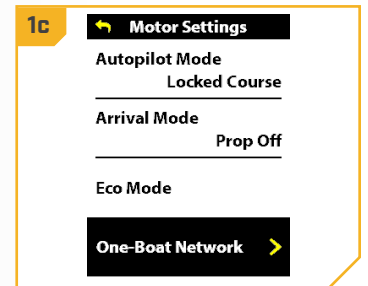 1c
Motor Settings
Autopilot Mode
Locked Course
Arrival Mode
Prop Off
Eco Mode
One-Boat Network